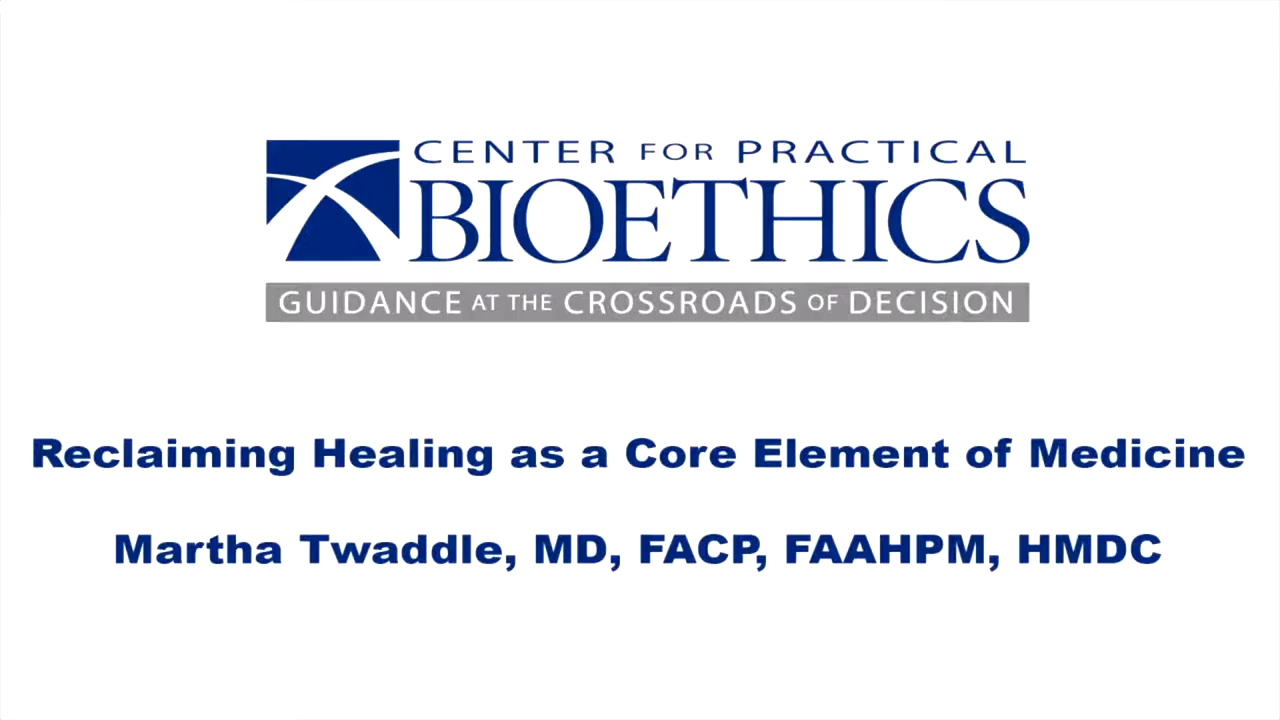 CENTER FOR PRACTICAL
BIOETHICS
GUIDANCE AT THE CROSSROADS OF DECISION
Reclaiming Healing as a Core Element of Medicine
Martha Twaddle, MD, FACP, FAAHPM, HMDC